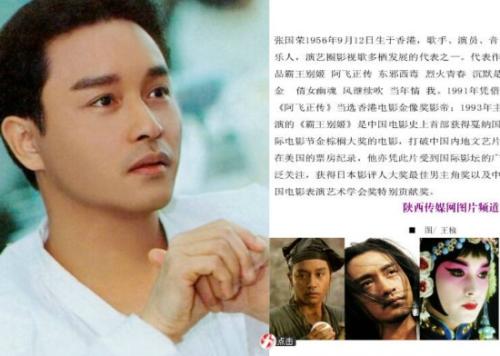 张国荣1956年9月12日生于香港，歌手、演员、音
乐人，演艺圈影视歌多栖发展的代表之一。代表作
品霸王别姬 阿飞正传 东邪西毒 烈火青春 沉默是
金 倩女幽魂 风继续吹 当年情 我。1991年凭借
《阿飞正传》当选香港电影金像奖影帝；1993年主
演的《霸王别姬》是中国电影史上首部获得戛纳国
际电影节金棕榈大奖的电影，打破中国内地文艺片
在美国的票房纪录，他亦凭此片受到国际影坛的广
泛关注，获得日本影评人大奖最佳男主角奖以及中
国电影表演艺术学会奖特别贡献奖。
陕西传媒网图片频道
■ 图/ 王楠
点击